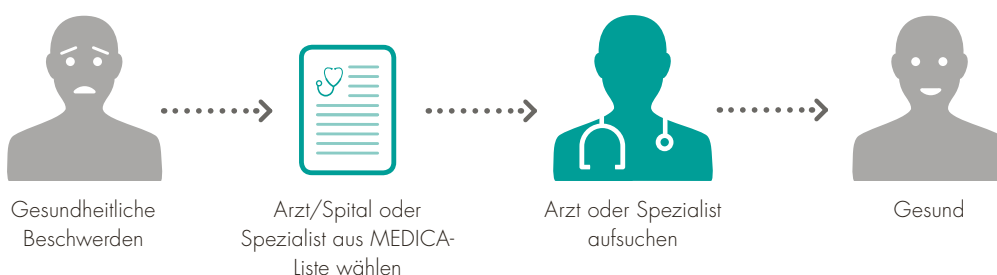 Gesundheitliche
Beschwerden
Arzt/Spital oder
Spezialist aus MEDICA-
Liste wählen
Arzt oder Spezialist
aufsuchen
Gesund